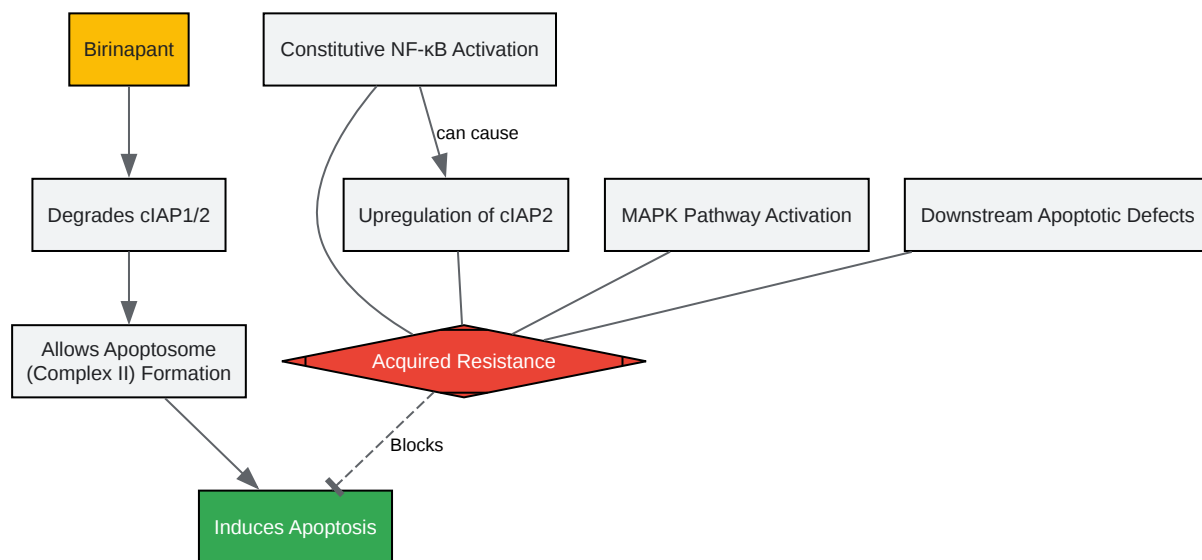 Birinapant
Constitutive NF-κB Activation
can cause
Degrades cIAP1/2
Upregulation of cIAP2
MAPK Pathway Activation
Downstream Apoptotic Defects
Allows Apoptosome
(Complex II) Formation
Acquired Resistance
Blocks
Induces Apoptosis